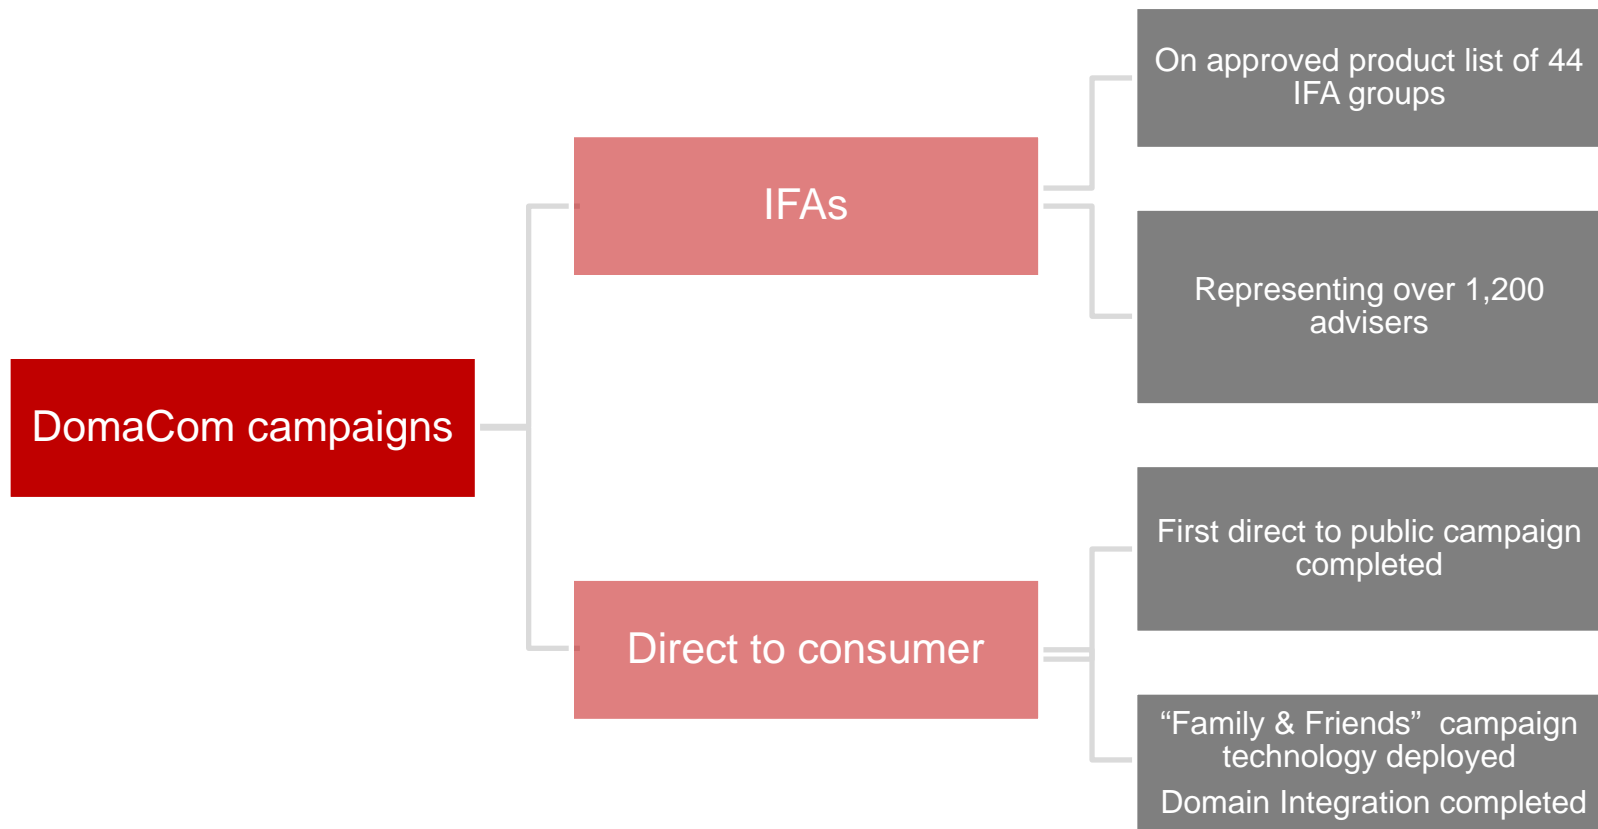 DomaCom campaigns
IFAs
On approved product list of 44
IFA groups
Representing over 1,200
advisers
Direct to consumer
First direct to public campaign
completed
“Family & Friends”  campaign
technology deployed
Domain Integration completed